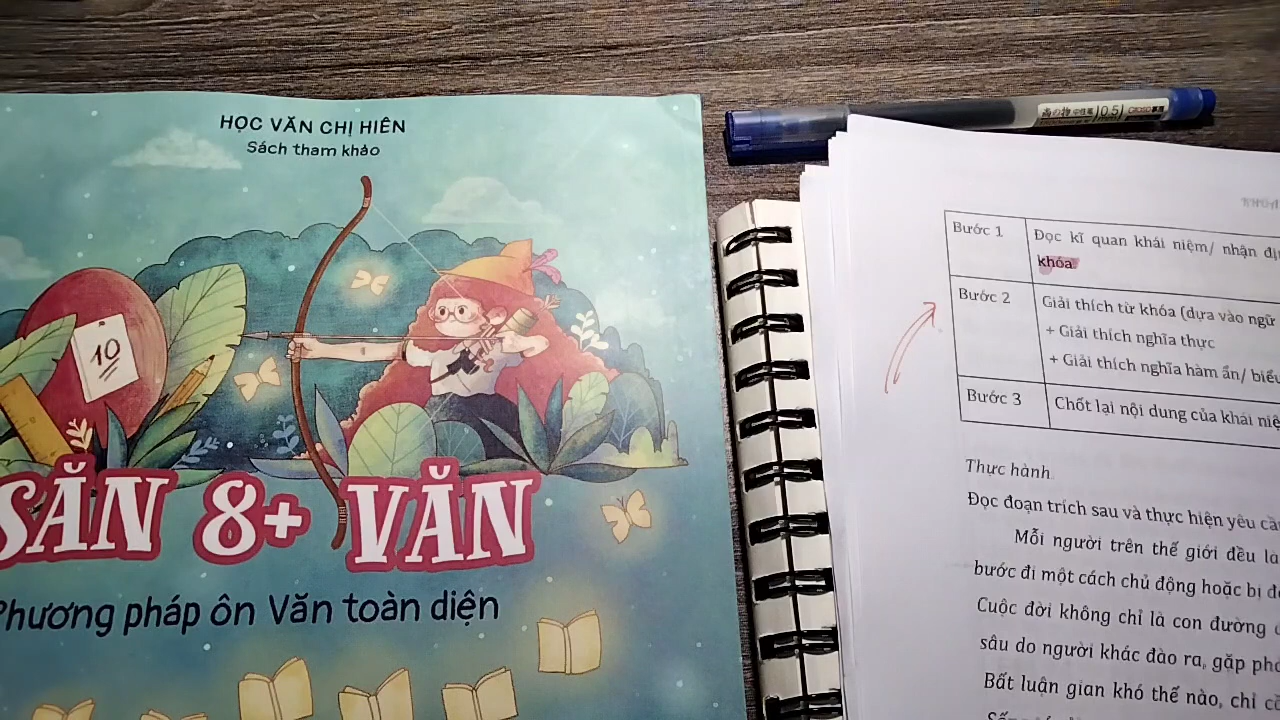 HỌC VĂN CHỊ HIÊN
Sách tham khảo
10
SĂN 8+ VĂN
Phương pháp ôn Văn toàn diện
0.5
Bước 1
Đọc kĩ quan khái niệm/ nhận
khóa
Bước 2
Giải thích từ khóa (dựa vào ngữ
+ Giải thích nghĩa thực
+ Giải thích nghĩa hàm ẩn/ biểu
Bước 3
Chốt lại nội dung của khái
Thực hành
Đọc đoạn trích sau và thực hiện yêu
Mỗi người trên thế giới đều
bước đi một cách chủ động hoặc bị
Cuộc đời không chỉ là con đường
sâu do người khác đào ra, gặp
Bất luận gian khó thế nào, chỉ